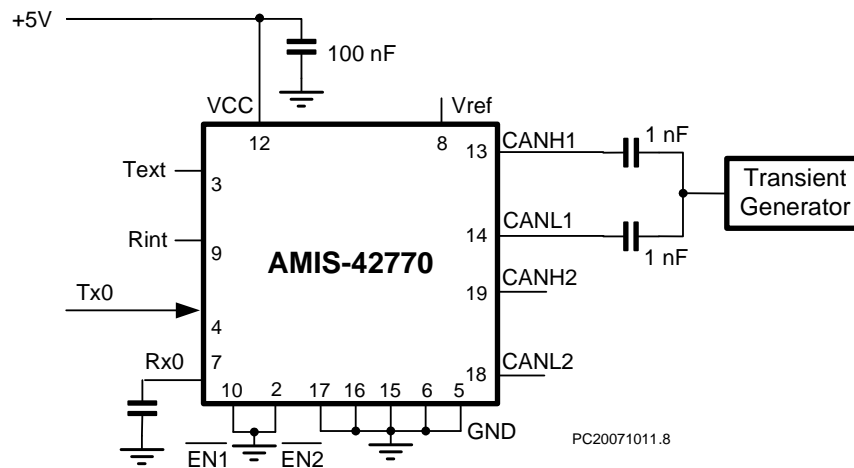 +5V
100 nF
VCC
Vref
12
8
13
CANH1
1 nF
Text
3
Transient
Generator
Rint
9
14
CANL1
1 nF
AMIS-42770
CANH2
19
Tx0
4
Rx0
7
CANL2
18
10
2
17
16
15
6
5
GND
EN1
EN2
PC20071011.8